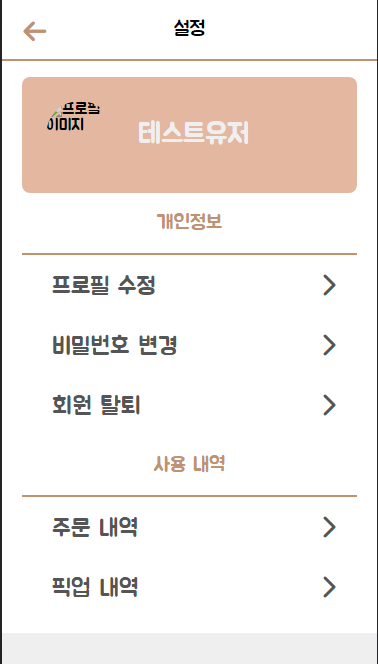 설정
프로필
이미지
테스트유저
개인정보
프로필 수정
비밀번호 변경
회원 탈퇴
사용 내역
주문 내역
픽업 내역